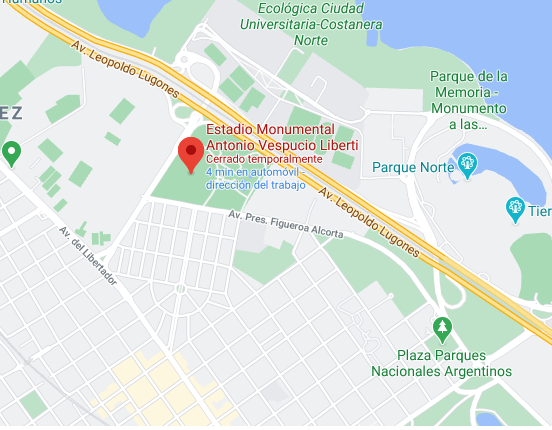 Ecológica Ciudad
Universitaria-Costanera
Norte
Av. Leopoldo Lugones
Parque de la
Memoria -
Monumento
a las...
EZ
Estadio Monumental
Antonio Vespucio Liberti
Cerrado temporalmente
4 min en automóvil -
dirección del trabajo
Parque Norte
Av. Leopoldo Lugones
Tier
Av. Pres. Figueroa Alcorta
Av. del Libertador
Plaza Parques
Nacionales Argentinos